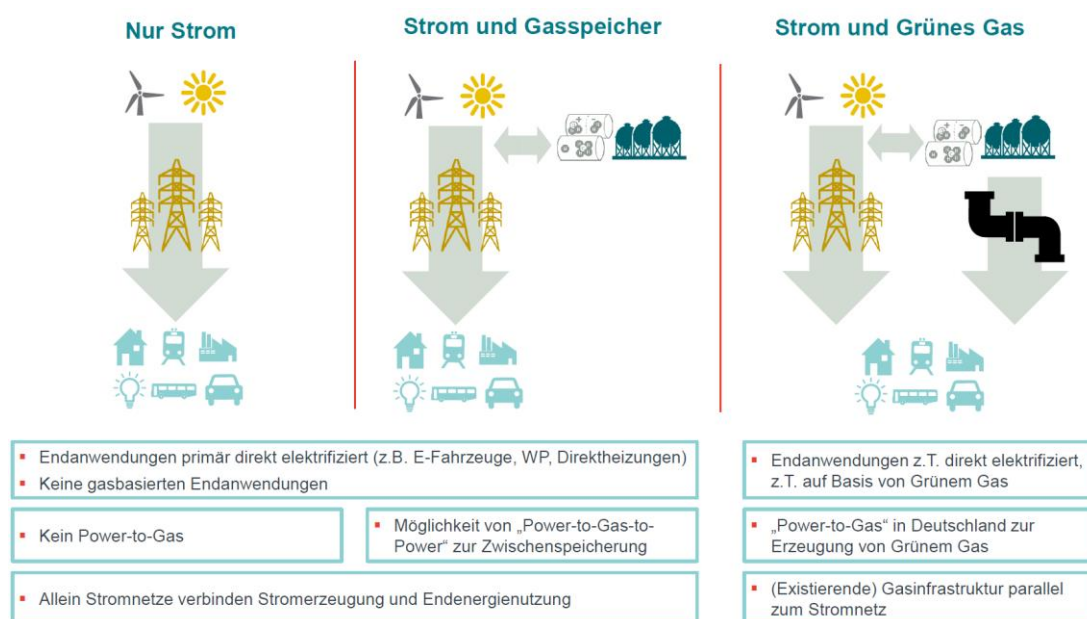 Nur Strom
Strom und Gasspeicher
Strom und Grünes Gas
▪ Endanwendungen primär direkt elektrifiziert (z.B. E-Fahrzeuge, WP, Direktheizungen)
▪ Keine gasbasierten Endanwendungen
▪ Endanwendungen z.T. direkt elektrifiziert,
z.T. auf Basis von Grünem Gas
▪ Kein Power-to-Gas
▪ Möglichkeit von „Power-to-Gas-to-
Power“ zur Zwischenspeicherung
▪ „Power-to-Gas“ in Deutschland zur
Erzeugung von Grünem Gas
▪ Allein Stromnetze verbinden Stromerzeugung und Endenergienutzung
▪ (Existierende) Gasinfrastruktur parallel
zum Stromnetz